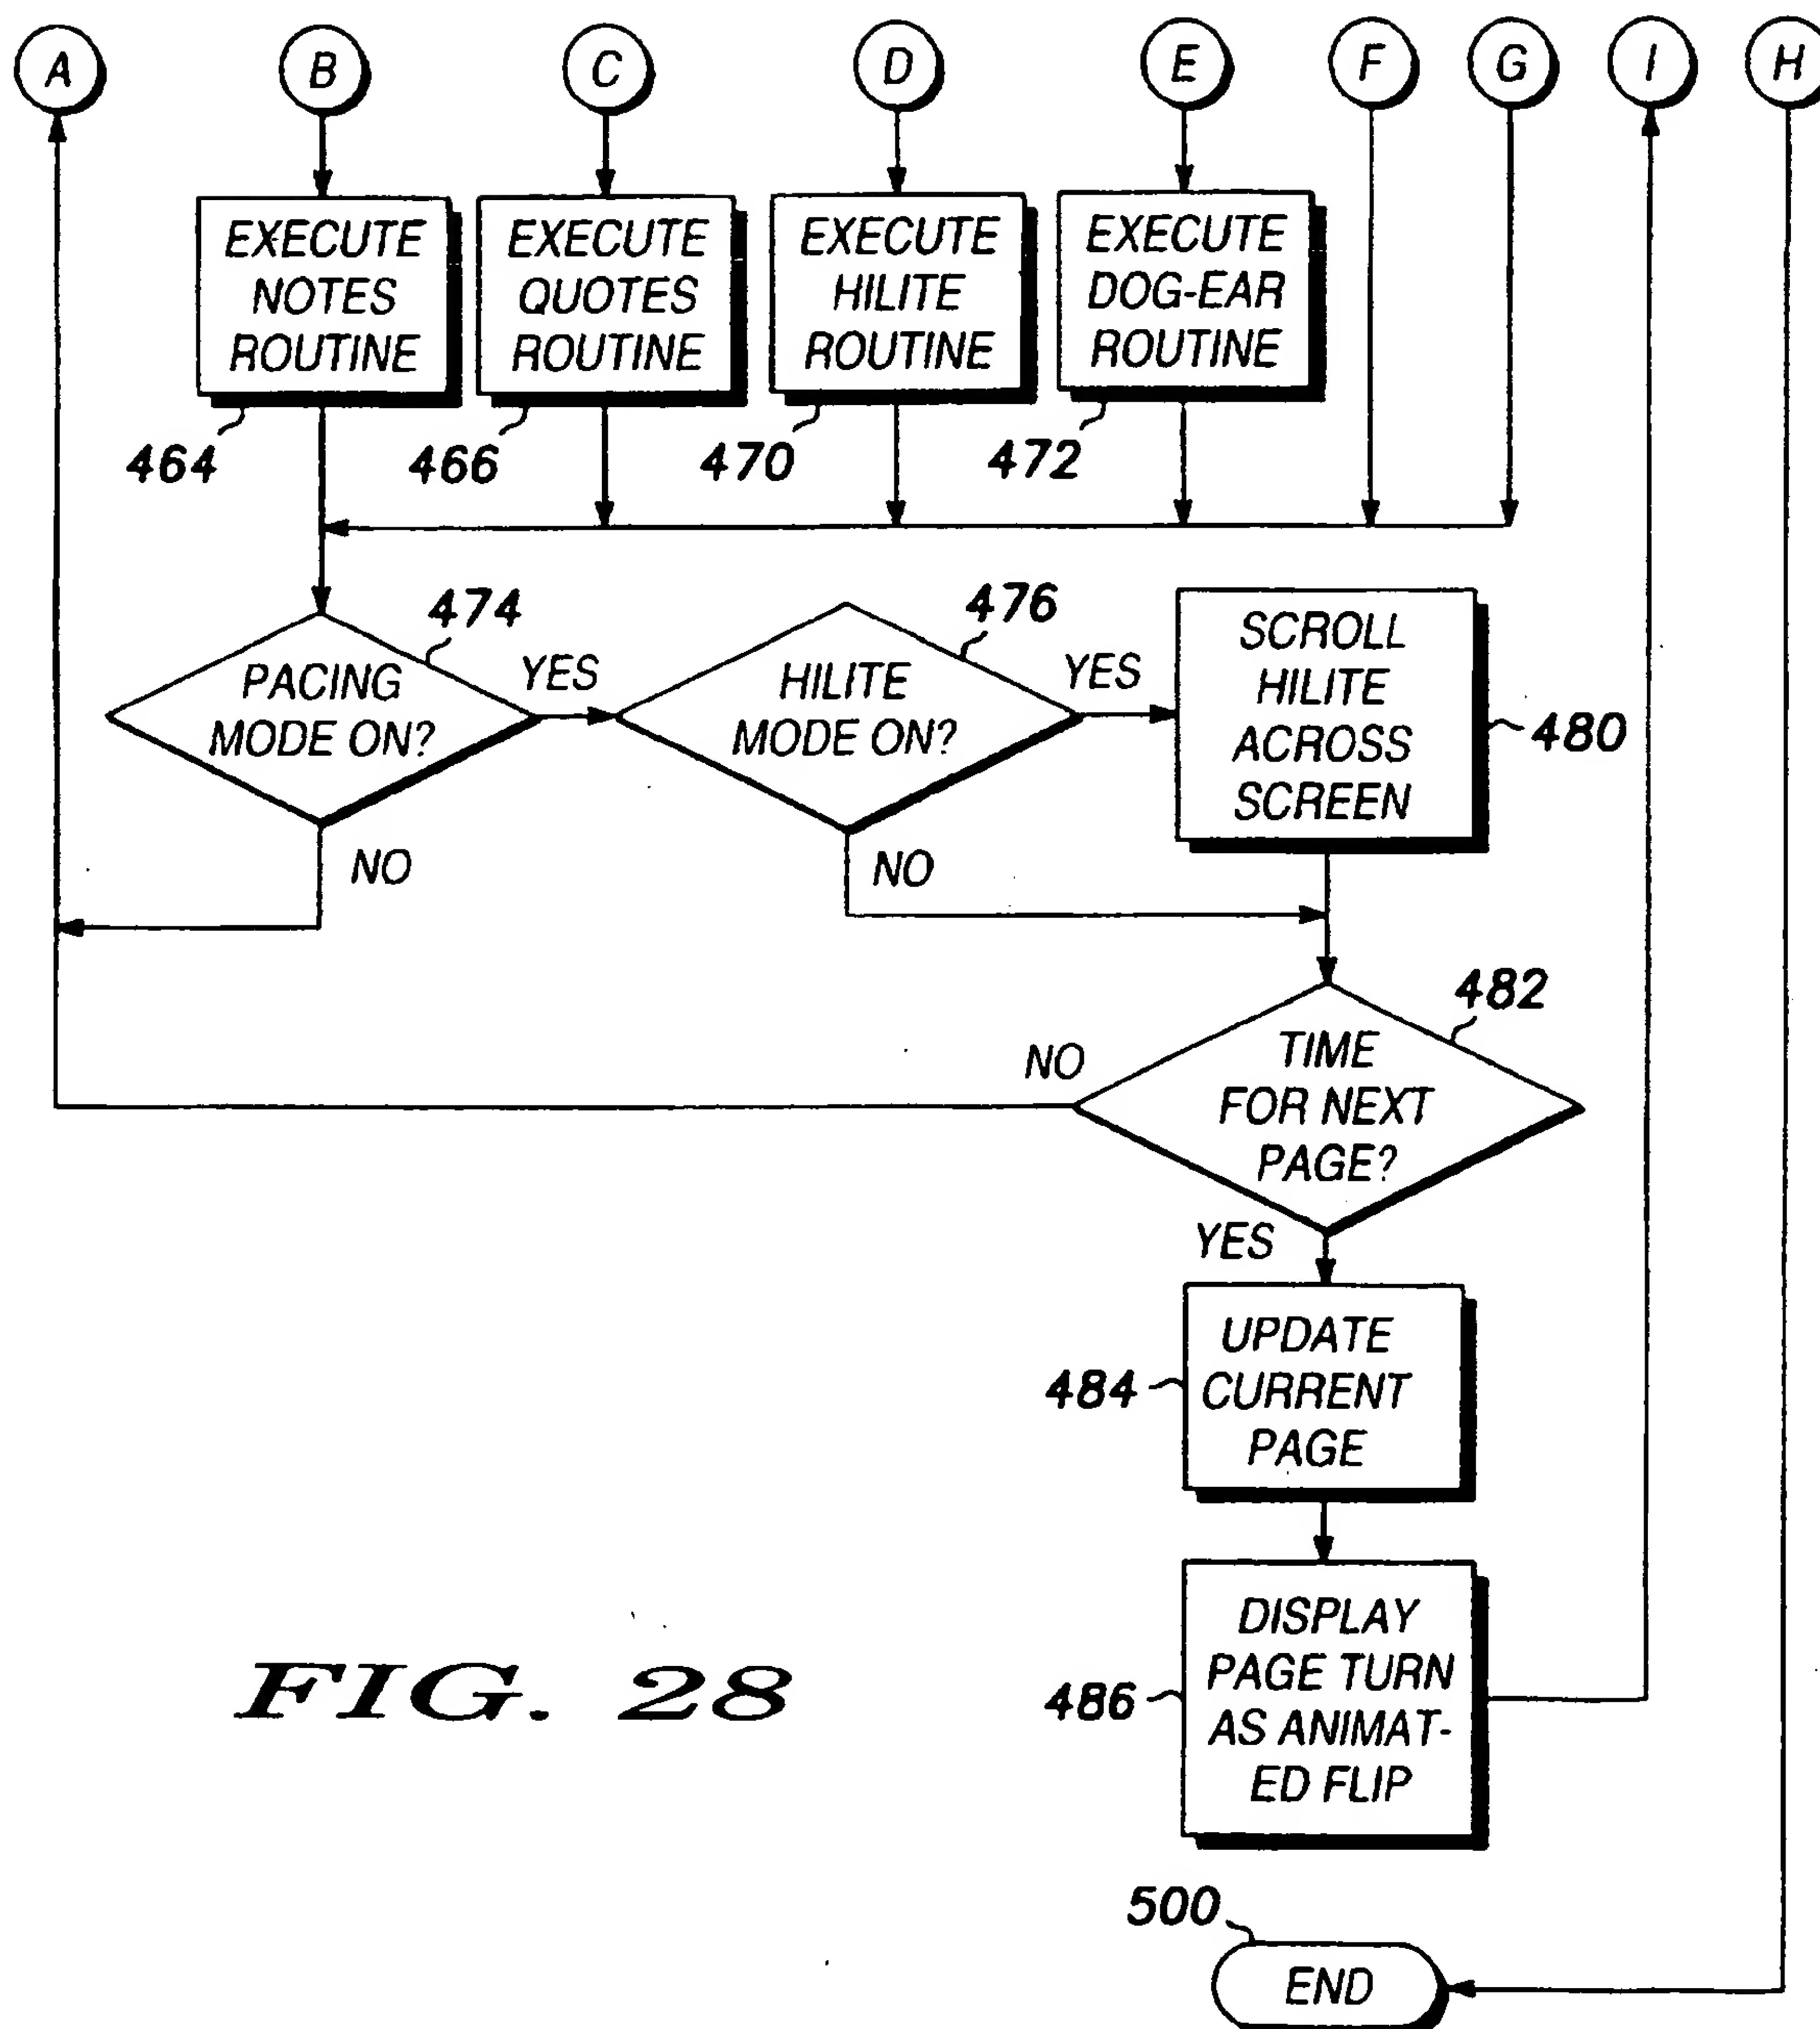 A B C D E F G I H
EXECUTE
NOTES
ROUTINE
464
EXECUTE
QUOTES
ROUTINE
466
EXECUTE
HILITE
ROUTINE
470
EXECUTE
DOG-EAR
ROUTINE
472
474
PACING
MODE ON?
YES
NO
476
HILITE
MODE ON?
YES
NO
SCROLL
HILITE
ACROSS
SCREEN
480
482
TIME
FOR NEXT
PAGE?
NO
YES
UPDATE
CURRENT
PAGE
484
DISPLAY
PAGE TURN
AS ANIMAT-
ED FLIP
486
FIG. 28
500
END